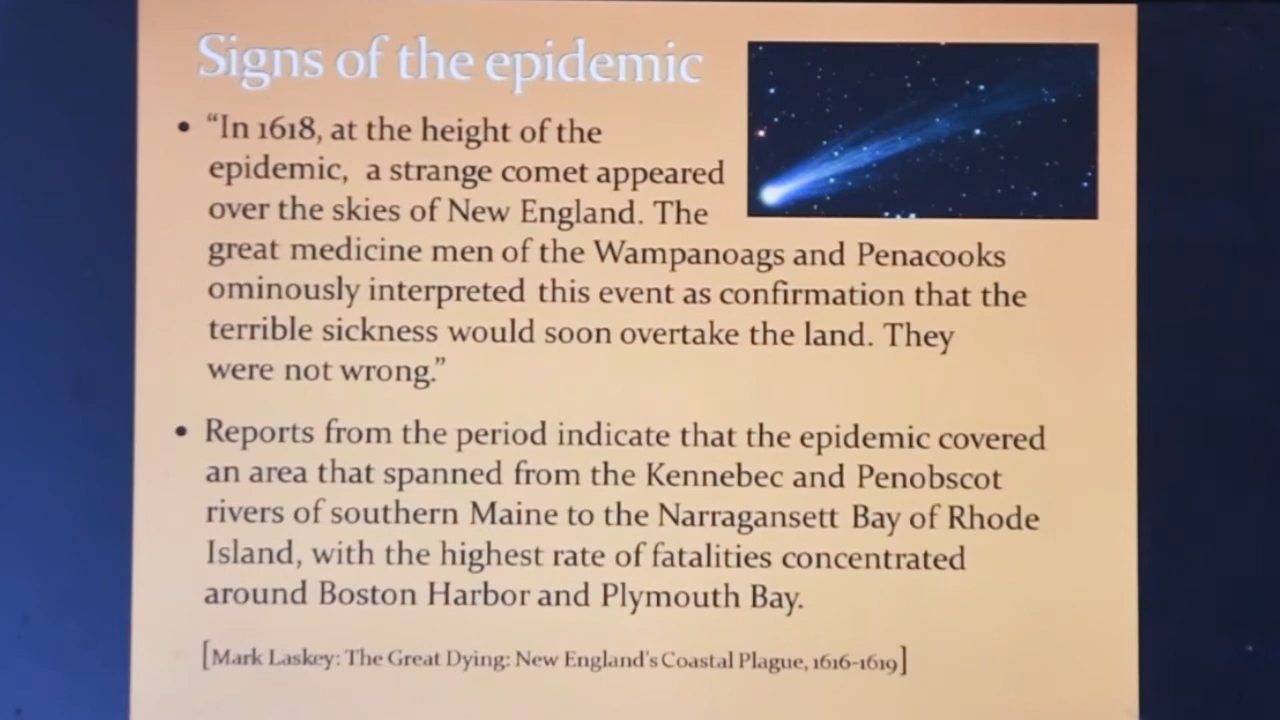 Signs of the epidemic
• “In 1618, at the height of the
epidemic, a strange comet appeared
over the skies of New England. The
great medicine men of the Wampanoags and Penacooks
ominously interpreted this event as confirmation that the
terrible sickness would soon overtake the land. They
were not wrong.”
• Reports from the period indicate that the epidemic covered
an area that spanned from the Kennebec and Penobscot
rivers of southern Maine to the Narragansett Bay of Rhode
Island, with the highest rate of fatalities concentrated
around Boston Harbor and Plymouth Bay.
[Mark Laskey: The Great Dying: New England’s Coastal Plague, 1616-1619]